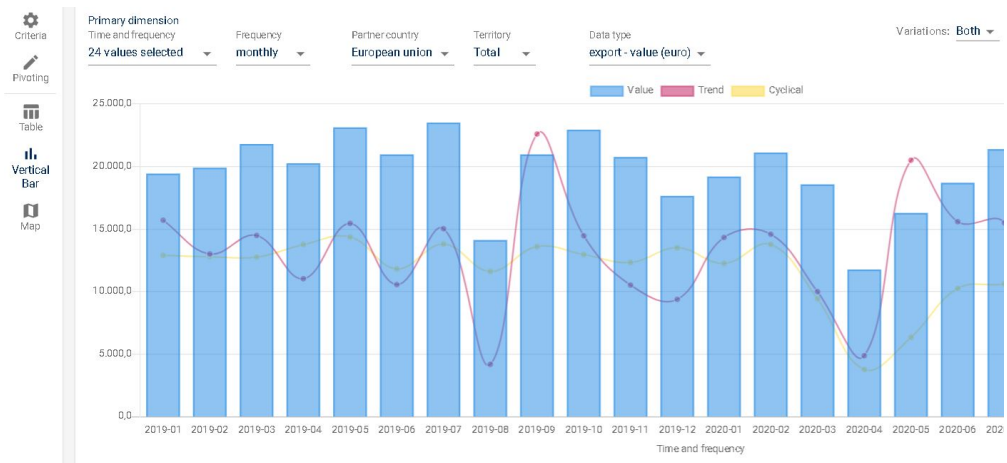 Criteria
Pivoting
Table
Vertical
Bar
Map
Primary dimension
Time and frequency
24 values selected
Frequency
monthly
Partner country
European union
Territory
Total
Data type
export - value (euro)
Variations: Both
Value Trend Cyclical
25.000,0
20.000,0
15.000,0
10.000,0
5.000,0
0,0
2019-01 2019-02 2019-03 2019-04 2019-05 2019-06 2019-07 2019-08 2019-09 2019-10 2019-11 2019-12 2020-01 2020-02 2020-03 2020-04 2020-05 2020-06 202
Time and frequency